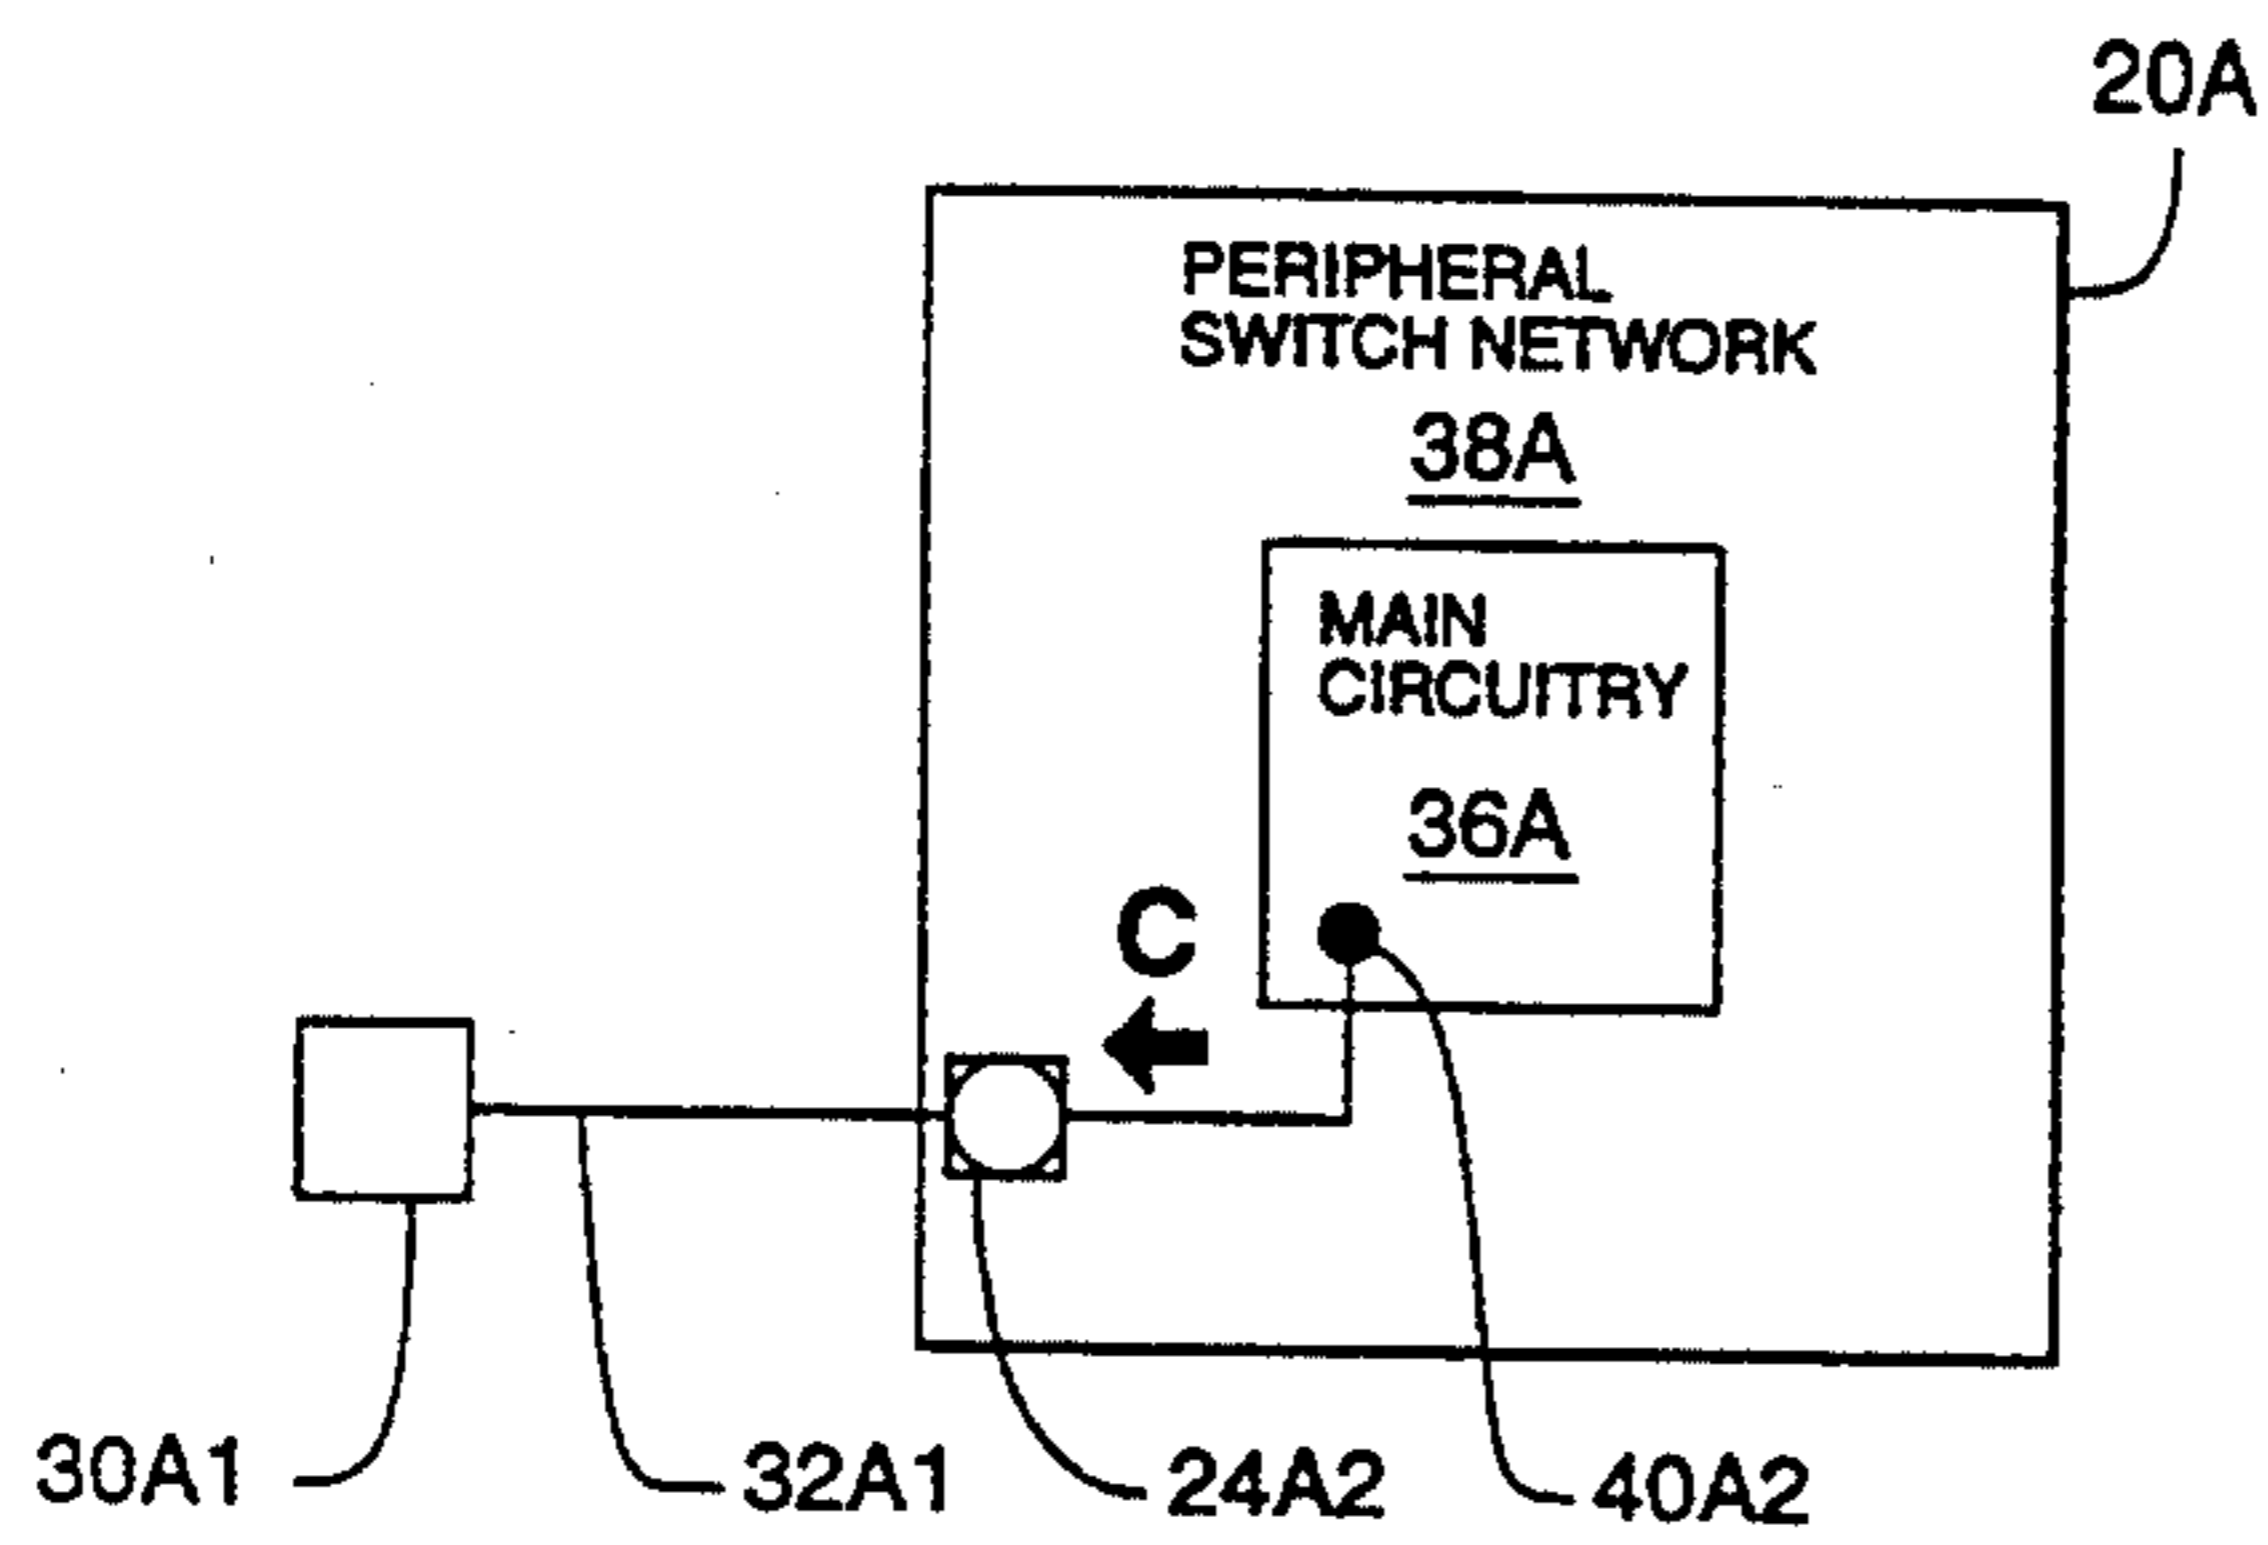 20A
PERIPHERAL
SWITCH NETWORK
38A
MAIN
CIRCUITRY
36A
C
30A1
32A1
24A2
40A2